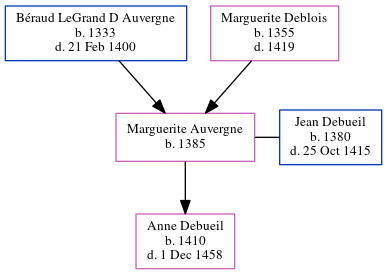 Béraud LeGrand D Auvergne
b. 1333
d. 21 Feb 1400
Marguerite Deblois
b. 1355
d. 1419
Marguerite Auvergne
b. 1385
Jean Debueil
b. 1380
d. 25 Oct 1415
Anne Debueil
b. 1410
d. 1 Dec 1458